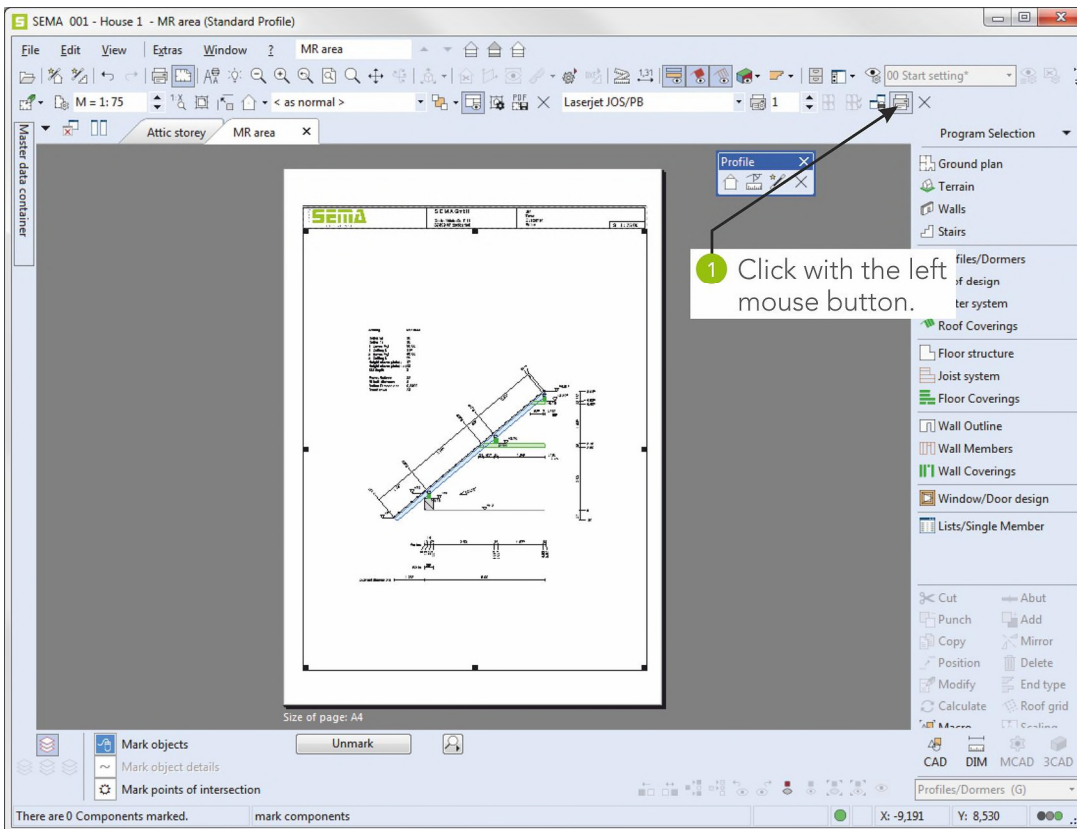 SEMA 001 - House 1 - MR area (Standard Profile)
File Edit View Extras Window ? MR area
00 Start setting*
M = 1: 75 < as normal > PDF Laserjet JOS/PB 1
Attic storey MR area
Master data container
Program Selection
Profile
Ground plan
Terrain
Walls
Stairs
1 Click with the left
mouse button.
files/Dormers
of design
ter system
Roof Coverings
Floor structure
Joist system
Floor Coverings
Wall Outline
Wall Members
Wall Coverings
Window/Door design
Lists/Single Member
SEMA
Size of page: A4
Cut Abut
Punch Add
Copy Mirror
Position Delete
Modify End type
Calculate Roof grid
Macro Scaling
CAD DIM MCAD 3CAD
Profiles/Dormers (G)
Mark objects Unmark
Mark object details
Mark points of intersection
There are 0 Components marked. mark components X: -9,191 Y: 8,530